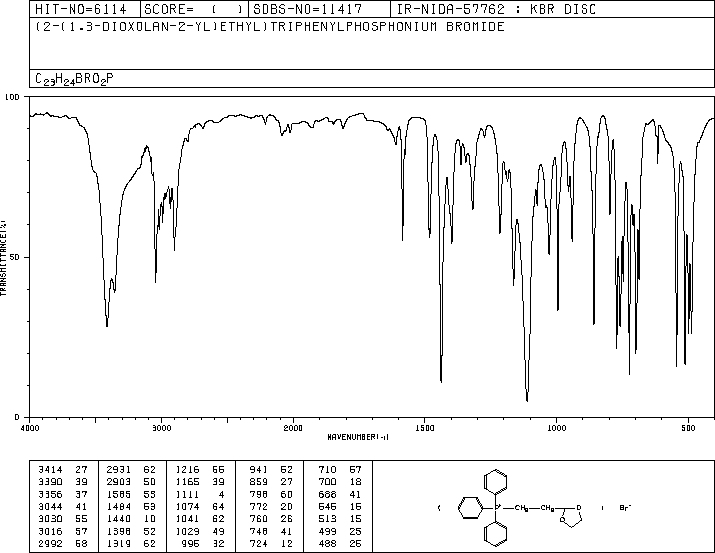 HIT-NO=6114 SCORE= ( ) SDBS-NO=11417 IR-NIDA-57762 : KBR DISC
(2-(1,3-DIOXOLAN-2-YL)ETHYL)TRIPHENYLPHOSPHONIUM BROMIDE
C23H24BRO2P
100
50
0
TRANSMITTANCE(%)
4000 3000 2000 1500 1000 500
WAVENUMBER(-1)
3414 27 2931 62 1216 55 941 52 710 57
3390 39 2903 50 1165 39 859 27 700 18
3356 37 1585 53 1111 4 798 60 686 41
3044 41 1484 53 1074 64 772 20 545 15
3030 55 1440 10 1041 62 760 26 513 15
3016 57 1398 52 1029 49 748 41 499 25
2992 58 1319 62 995 32 724 12 488 25
P+ CH2 CH2 O O Br-